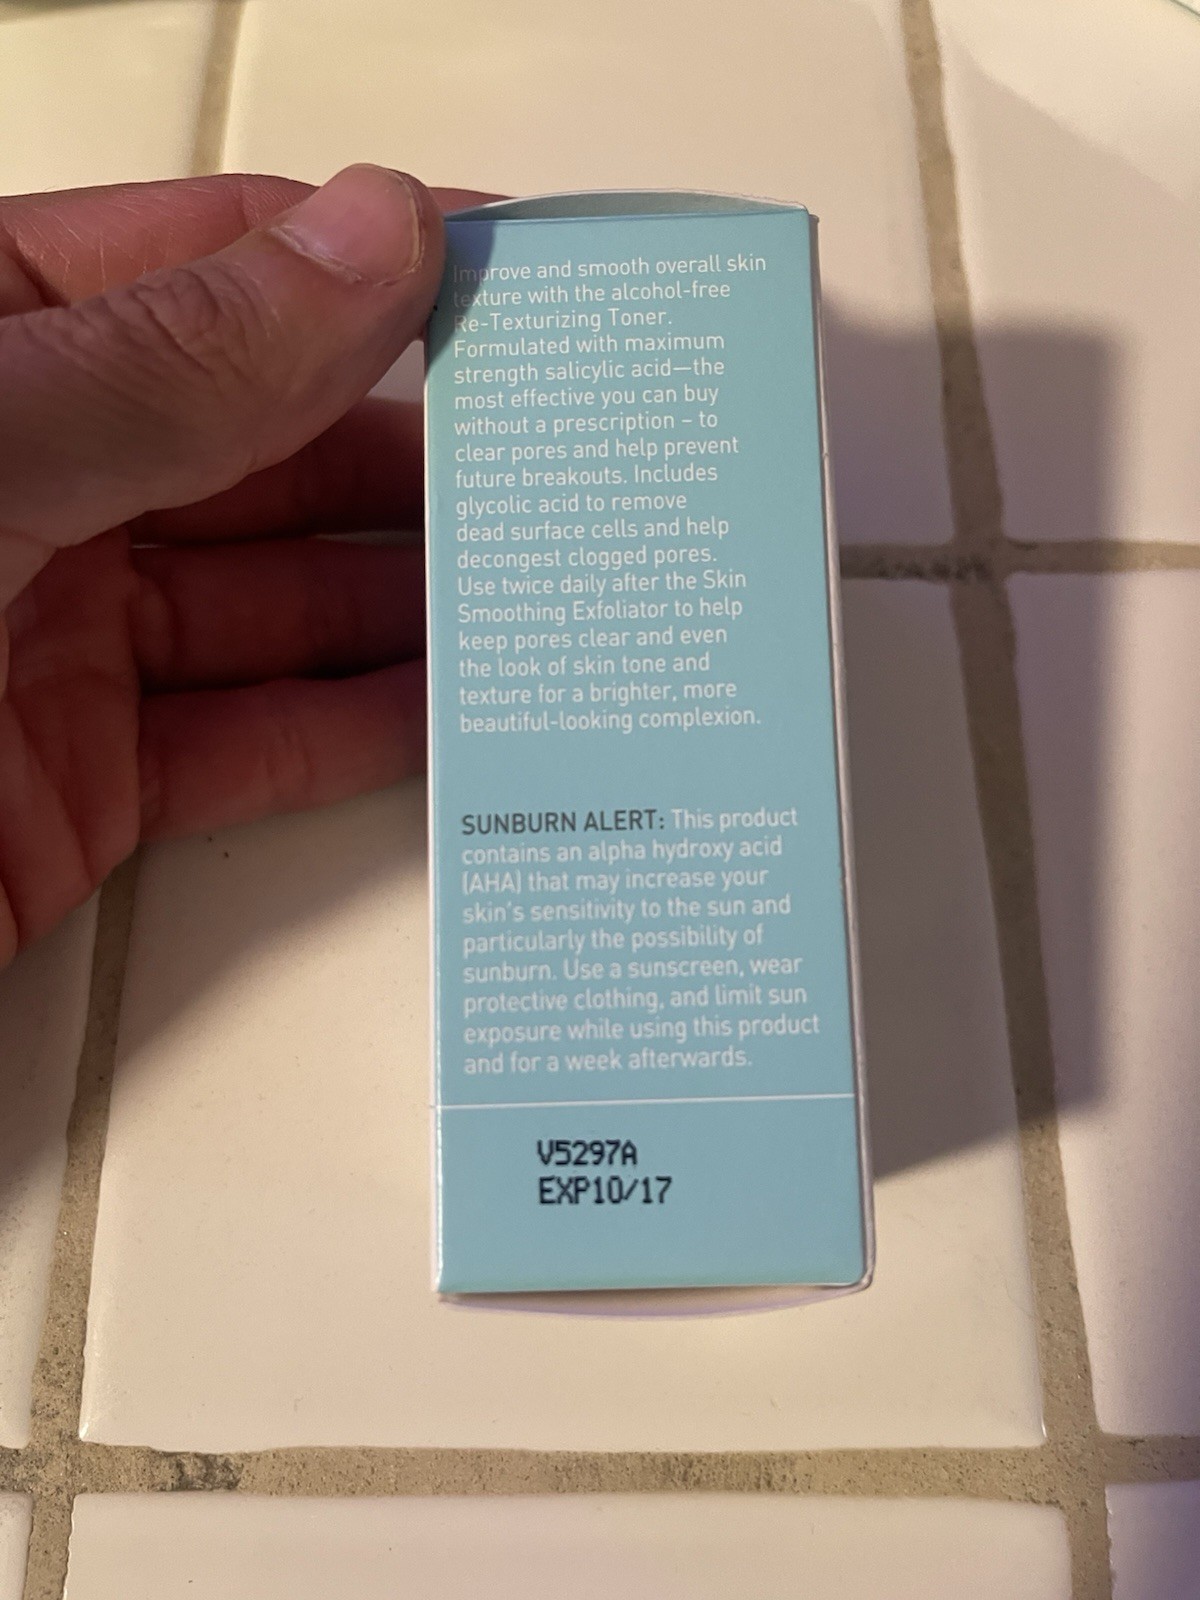 Improve and smooth overall skin
texture with the alcohol-free
Re-Texturizing Toner.
Formulated with maximum
strength salicylic acid—the
most effective you can buy
without a prescription – to
clear pores and help prevent
future breakouts. Includes
glycolic acid to remove
dead surface cells and help
decongest clogged pores.
Use twice daily after the Skin
Smoothing Exfoliator to help
keep pores clear and even
the look of skin tone and
texture for a brighter, more
beautiful-looking complexion.
SUNBURN ALERT: This product
contains an alpha hydroxy acid
(AHA) that may increase your
skin's sensitivity to the sun and
particularly the possibility of
sunburn. Use a sunscreen, wear
protective clothing, and limit sun
exposure while using this product
and for a week afterwards.
V5297A
EXP10/17